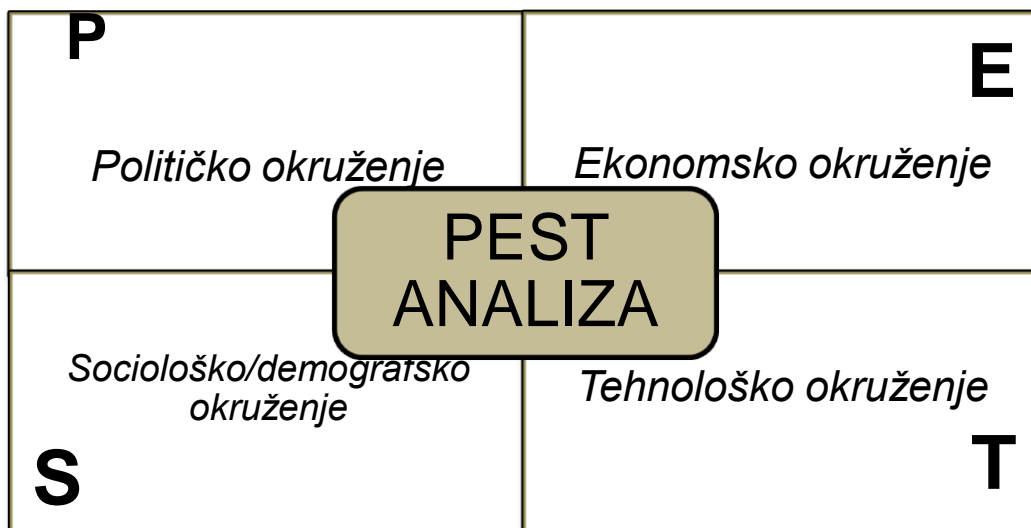 P
Političko okruženje
E
Ekonomsko okruženje
PEST
ANALIZA
Sociološko/demografsko
okruženje
S
Tehnološko okruženje
T